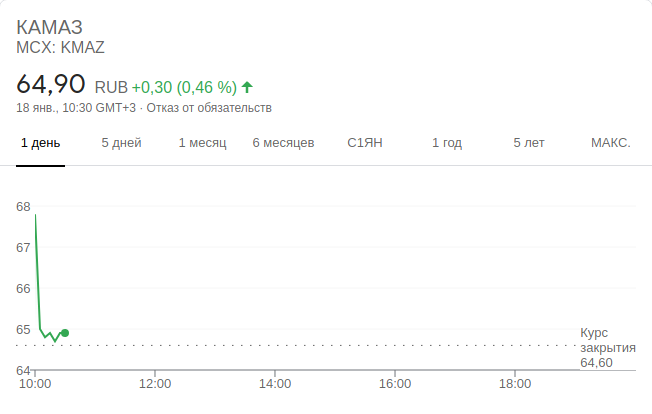 КАМАЗ
MCX: KMAZ
64,90 RUB +0,30 (0,46 %)
18 янв., 10:30 GMT+3 · Отказ от обязательств
1 день 5 дней 1 месяц 6 месяцев С1ЯН 1 год 5 лет МАКС.
68
67
66
65
64
Курс
закрытия
64,60
10:00 12:00 14:00 16:00 18:00